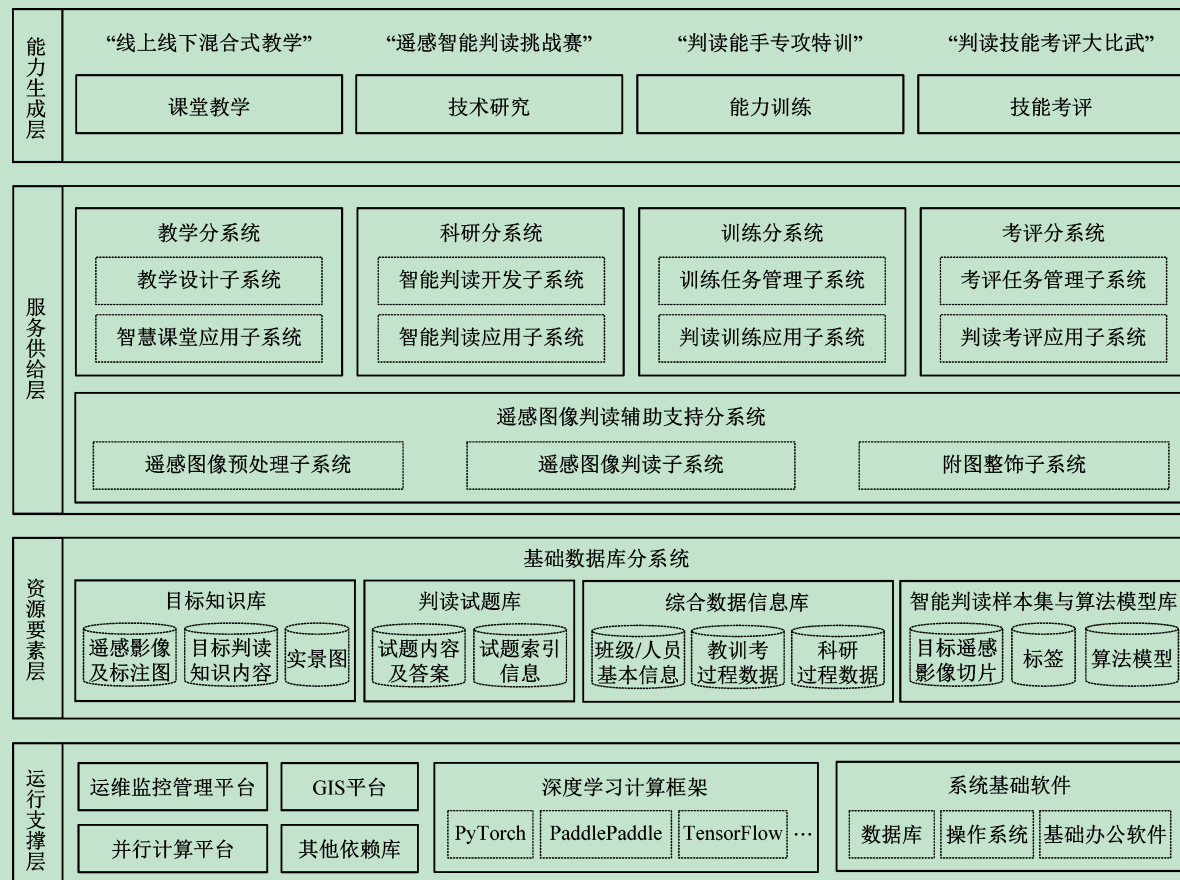 能力生成层
“线上线下混合式教学” “遥感智能判读挑战赛” “判读能手专攻特训” “判读技能考评大比武”
课堂教学 技术研究 能力训练 技能考评
服务供给层
教学分系统 科研分系统 训练分系统 考评分系统
教学设计子系统 智能判读开发子系统 训练任务管理子系统 考评任务管理子系统
智慧课堂应用子系统 智能判读应用子系统 判读训练应用子系统 判读考评应用子系统
遥感图像判读辅助支持分系统
遥感图像预处理子系统 遥感图像判读子系统 附图整饰子系统
资源要素层
基础数据库分系统
目标知识库
遥感影像
及标注图
目标判读
知识内容
实景图
判读试题库
试题内容
及答案
试题索引
信息
综合数据信息库
班级/人员
基本信息
教训考
过程数据
科研
过程数据
智能判读样本集与算法模型库
目标遥感
影像切片
标签
算法模型
运行支撑层
运维监控管理平台 GIS平台
并行计算平台 其他依赖库
深度学习计算框架
PyTorch PaddlePaddle TensorFlow …
系统基础软件
数据库 操作系统 基础办公软件